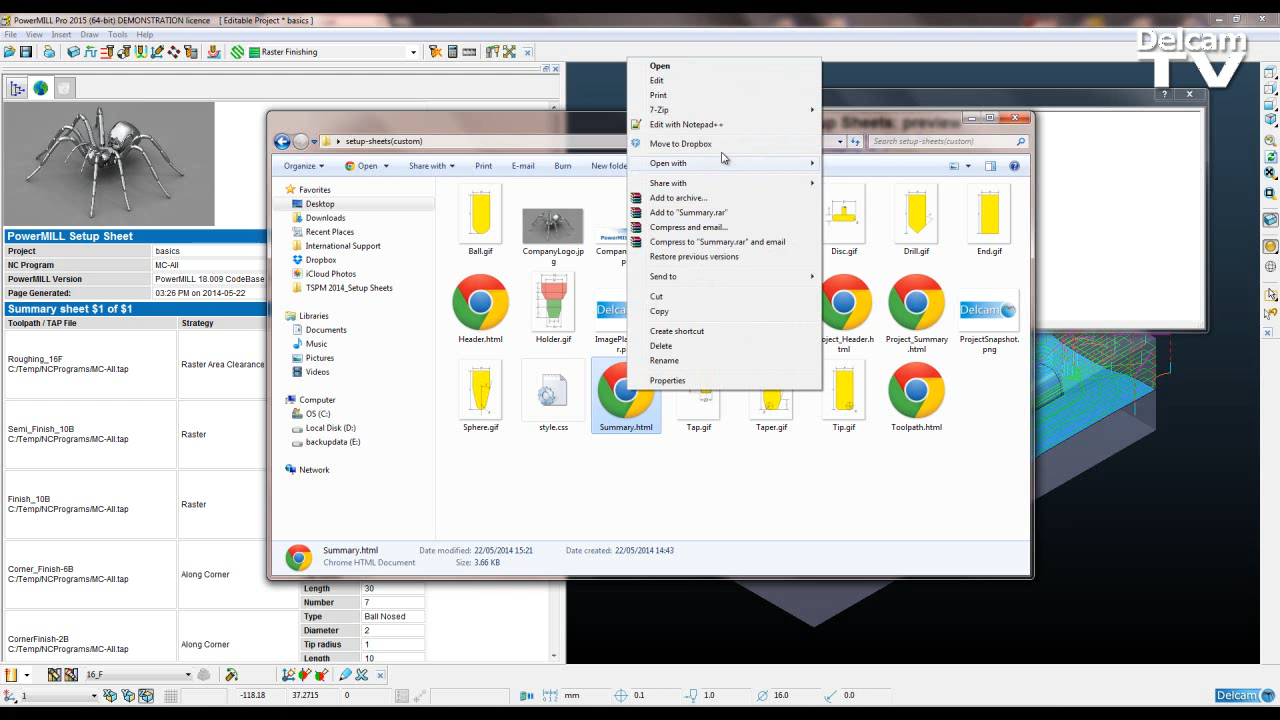 PowerMILL Pro 2015 (64-bit) DEMONSTRATION licence [ Editable Project * basics ]
File View Insert Draw Tools Help
Raster Finishing
Delcam
TV
PowerMILL Setup Sheet
Project basics
NC Program MC-All
PowerMILL Version PowerMILL 18.009 CodeBase
Page Generated: 03:26 PM on 2014-05-22
Summary sheet $1 of $1
Toolpath / TAP File Strategy
Roughing_16F
C:/Temp/NCPrograms/MC-All.tap
Raster Area Clearance
Semi_Finish_10B
C:/Temp/NCPrograms/MC-All.tap
Raster
Finish_10B
C:/Temp/NCPrograms/MC-All.tap
Raster
Corner_Finish-6B
C:/Temp/NCPrograms/MC-All.tap
Along Corner
CornerFinish-2B
C:/Temp/NCPrograms/MC-All.tap
Along Corner
Length 30
Number 7
Type Ball Nosed
Diameter 2
Tip radius 1
Length 10
Sheets: preview
setup-sheets(custom)
Search setup-sheets(custom)
Organize Open Share with Print E-mail Burn New folde
Favorites
Desktop
Downloads
Recent Places
International Support
Dropbox
iCloud Photos
TSPM 2014_Setup Sheets
Libraries
Documents
Music
Pictures
Videos
Computer
OS (C:)
Local Disk (D:)
backupdata (E:)
Network
Ball.gif
CompanyLogo.jp
g
Disc.gif
Drill.gif
End.gif
Header.html
Holder.gif
Project_Summary.
html
ProjectSnapshot.
png
Sphere.gif
style.css
Summary.html
Tap.gif
Taper.gif
Tip.gif
Toolpath.html
Open
Edit
Print
7-Zip
Edit with Notepad++
Move to Dropbox
Open with
Share with
Add to archive...
Add to "Summary.rar"
Compress and email...
Compress to "Summary.rar" and email
Restore previous versions
Send to
Cut
Copy
Create shortcut
Delete
Rename
Properties
Summary.html Date modified: 22/05/2014 15:21 Date created: 22/05/2014 14:43
Chrome HTML Document Size: 3.66 KB
16_F
1 -118.18 37.2715 0 mm 0.1 1.0 16.0 0.0
Delcam